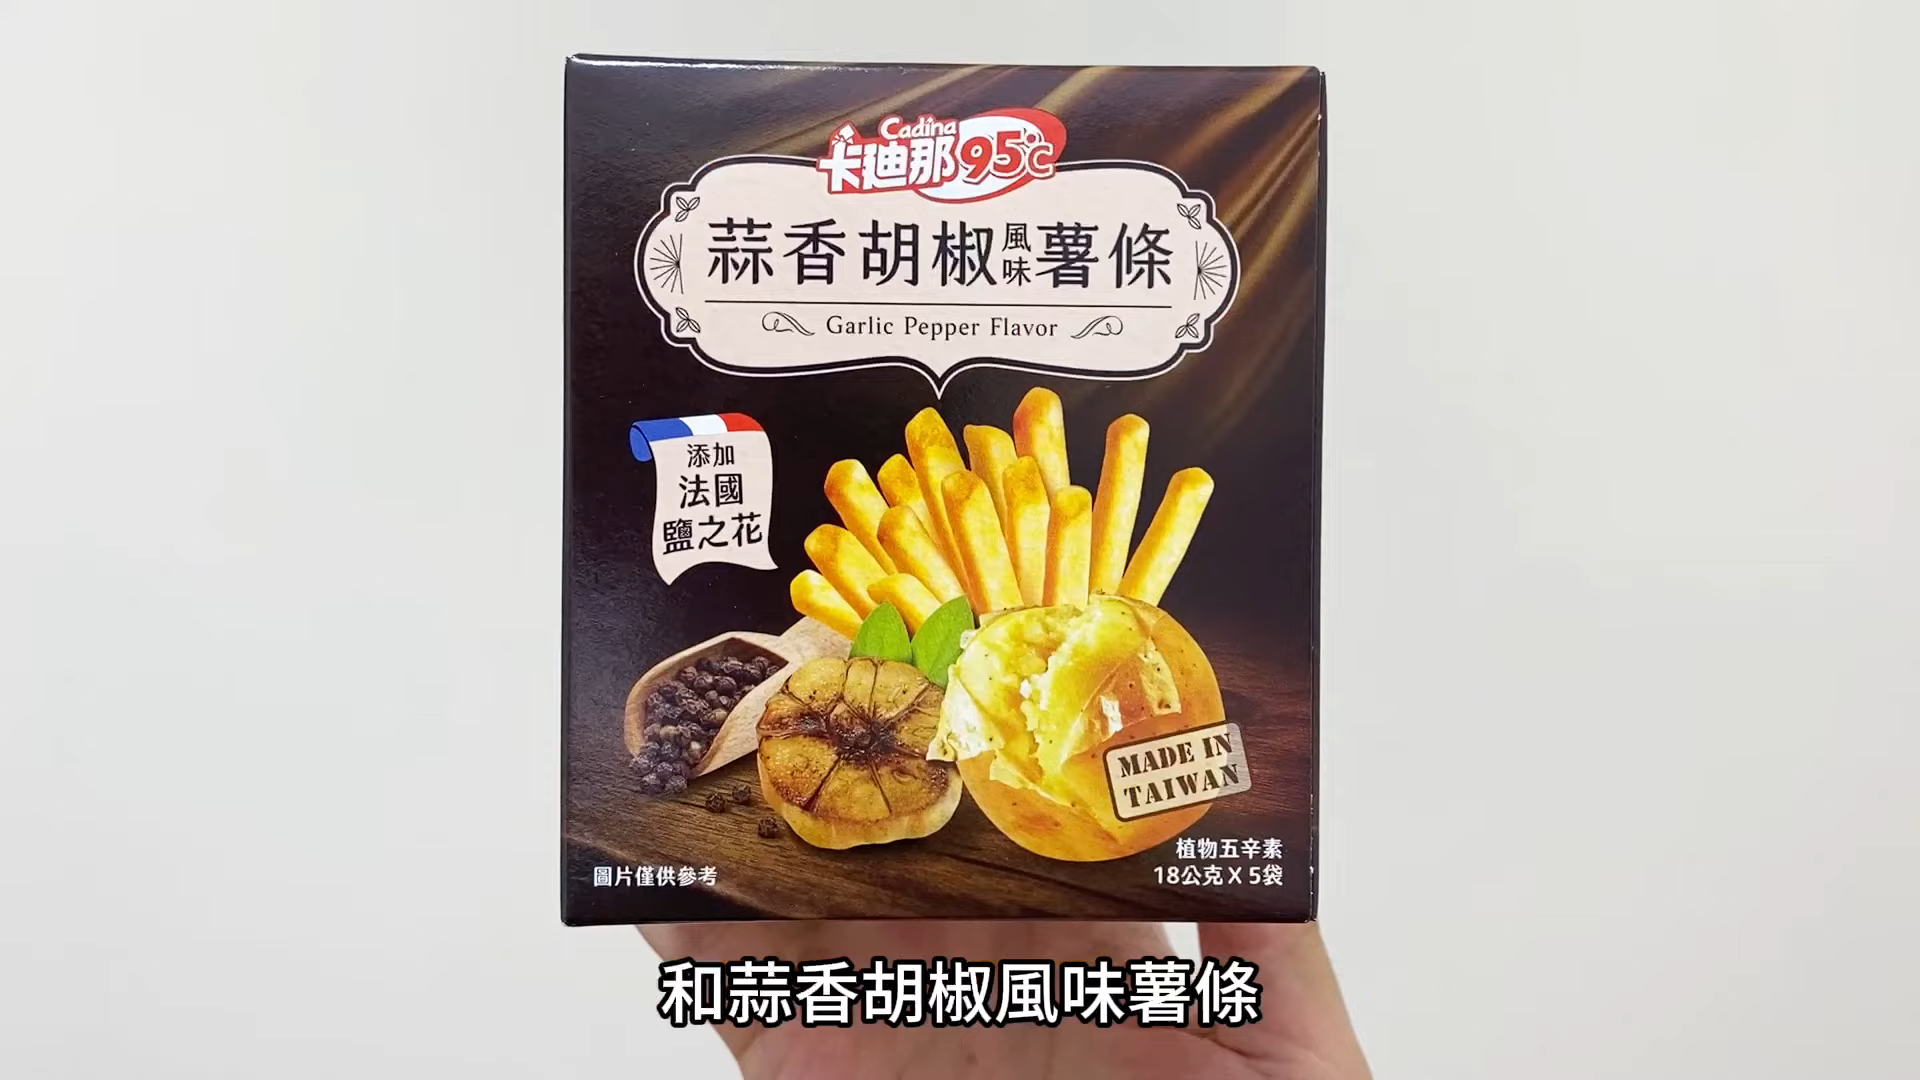 Cadina
卡廸那95℃
蒜香胡椒風味薯條
Garlic Pepper Flavor
添加
法國
鹽之花
MADE IN
TAIWAN
植物五辛素
18公克X5袋
圖片僅供參考
和蒜香胡椒風味薯條